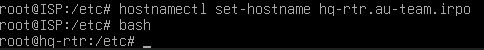 root@ISP:/etc# hostnamectl set-hostname hq-rtr.au-team.irpo
root@ISP:/etc# bash
root@hq-rtr:/etc# _